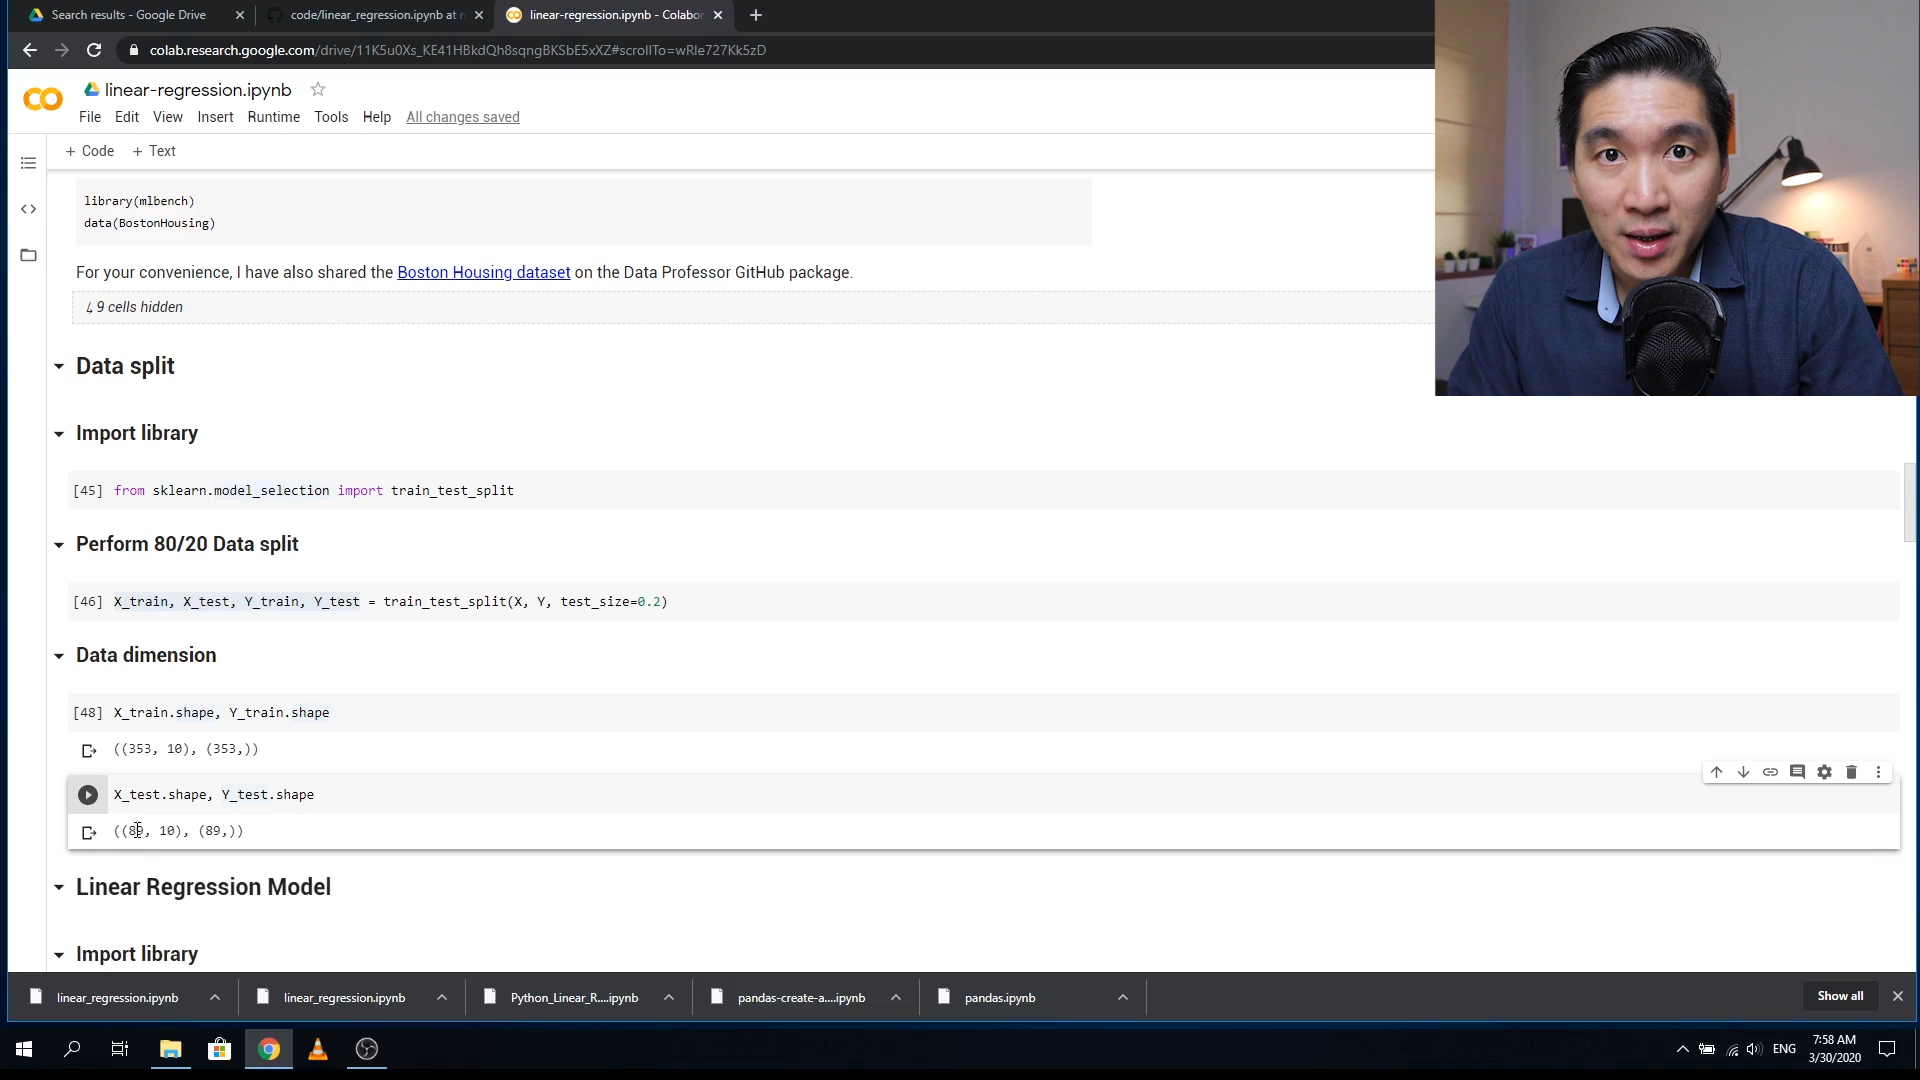 Search results - Google Drive
code/linear_regression.ipynb at
linear-regression.ipynb - Colabor
colab.research.google.com/drive/11K5u0Xs_KE41HBkdQh8sqngBKSbE5xXZ#scrollTo=wRle727Kk5zD
linear-regression.ipynb
File Edit View Insert Runtime Tools Help All changes saved
+ Code + Text
library(mlbench)
data(BostonHousing)
For your convenience, I have also shared the Boston Housing dataset on the Data Professor GitHub package.
9 cells hidden
Data split
Import library
[45] from sklearn.model_selection import train_test_split
Perform 80/20 Data split
[46] X_train, X_test, Y_train, Y_test = train_test_split(X, Y, test_size=0.2)
Data dimension
[48] X_train.shape, Y_train.shape
((353, 10), (353,))
X_test.shape, Y_test.shape
((89, 10), (89,))
Linear Regression Model
Import library
linear_regression.ipynb
linear_regression.ipynb
Python_Linear_R....ipynb
pandas-create-a....ipynb
pandas.ipynb
Show all
ENG
7:58 AM
3/30/2020